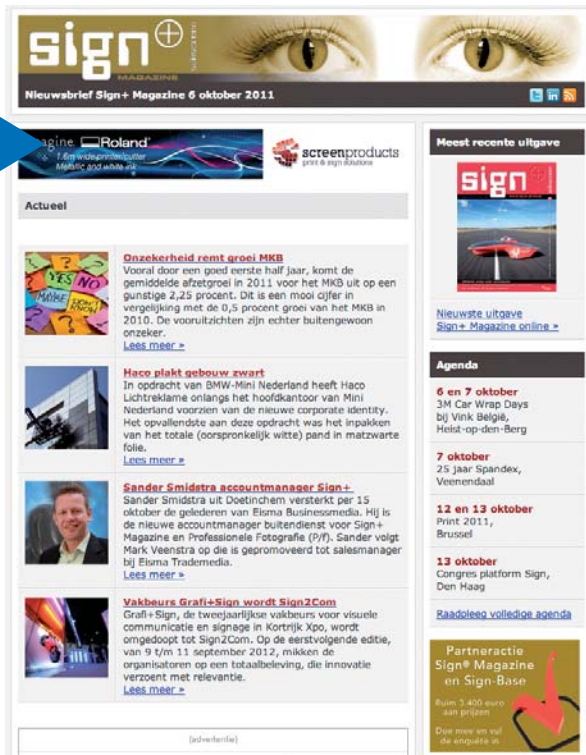 sign+
MAGAZINE
Nieuwsbrief Sign+ Magazine 6 oktober 2011
agine. Roland
1.6m wide printer/cutter
Metallic and white ink
screenproducts
print & sign solutions
Actueel
Onzekerheid remt groei MKB
Vooral door een goed eerste half jaar, komt de
gemiddelde afzetgroei in 2011 voor het MKB uit op een
gunstige 2,25 procent. Dit is een mooi cijfer in
vergelijking met de 0,5 procent groei van het MKB in
2010. De vooruitzichten zijn echter buitengewoon
onzeker.
Lees meer »
? YES NO
MAYBE DON'T KNOW
Haco plakt gebouw zwart
In opdracht van BMW-Mini Nederland heeft Haco
Lichtreklame onlangs het hoofdkantoor van Mini
Nederland voorzien van de nieuwe corporate identity.
Het opvallendste aan deze opdracht was het inpakken
van het totale (oorspronkelijk witte) pand in matzwarte
folie.
Lees meer »
Sander Smidstra accountmanager Sign+
Sander Smidstra uit Doetinchem versterkt per 15
oktober de gelederen van Eisma Businessmedia. Hij is
de nieuwe accountmanager buitendienst voor Sign+
Magazine en Professionele Fotografie (P/f). Sander volgt
Mark Veenstra op die is gepromoveerd tot salesmanager
bij Eisma Trademedia.
Lees meer »
Vakbeurs Grafi+Sign wordt Sign2Com
Grafi+Sign, de tweejaarlijkse vakbeurs voor visuele
communicatie en signage in Kortrijk Xpo, wordt
omgedoopt tot Sign2Com. Op de eerstvolgende editie,
van 9 t/m 11 september 2012, mikken de
organisatoren op een totaalbeleving, die innovatie
verzoent met relevantie.
Lees meer »
(advertentie)
Meest recente uitgave
sign+
Nieuwste uitgave
Sign+ Magazine online »
Agenda
6 en 7 oktober
3M Car Wrap Days
bij Vink België,
Heist-op-den-Berg
7 oktober
25 jaar Spandex,
Veenendaal
12 en 13 oktober
Print 2011,
Brussel
13 oktober
Congres platform Sign,
Den Haag
Raadpleeg volledige agenda
Partneractie
Sign® Magazine
en Sign-Base
Ruim 3.400 euro
aan prijzen
Doe mee en vul
de enquête in